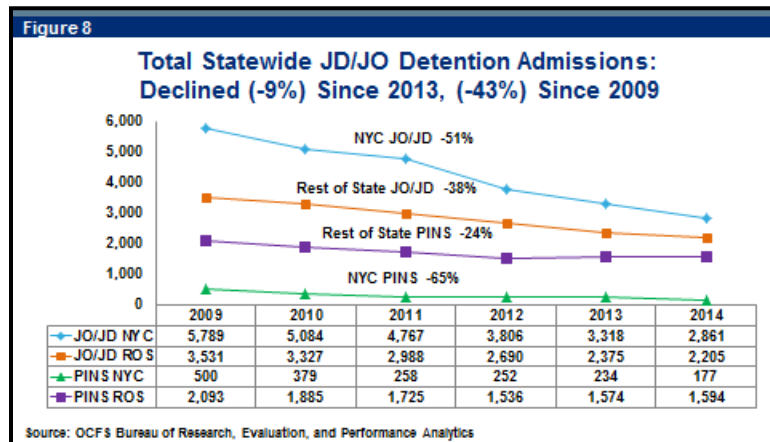 Figure 8
Total Statewide JD/JO Detention Admissions:
Declined (-9%) Since 2013, (-43%) Since 2009
6,000
5,000
4,000
3,000
2,000
1,000
0
NYC JO/JD -51%
Rest of State JO/JD -38%
Rest of State PINS -24%
NYC PINS -65%
2009 2010 2011 2012 2013 2014
JO/JD NYC 5,789 5,084 4,767 3,806 3,318 2,861
JO/JD ROS 3,531 3,327 2,988 2,690 2,375 2,205
PINS NYC 500 379 258 252 234 177
PINS ROS 2,093 1,885 1,725 1,536 1,574 1,594
Source: OCFS Bureau of Research, Evaluation, and Performance Analytics